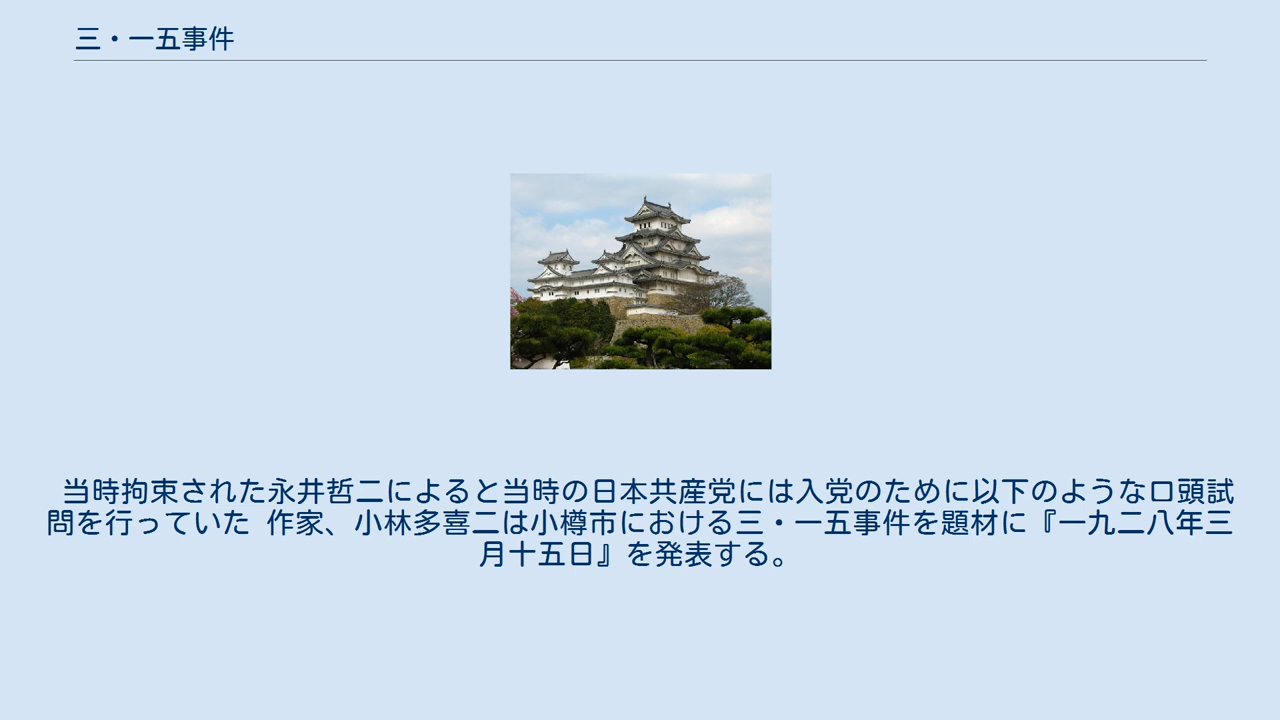 三・一五事件
当時拘束された永井哲二によると当時の日本共産党には入党のために以下のような口頭試
問を行っていた 作家、小林多喜二は小樽市における三・一五事件を題材に『一九二八年三
月十五日』を発表する。